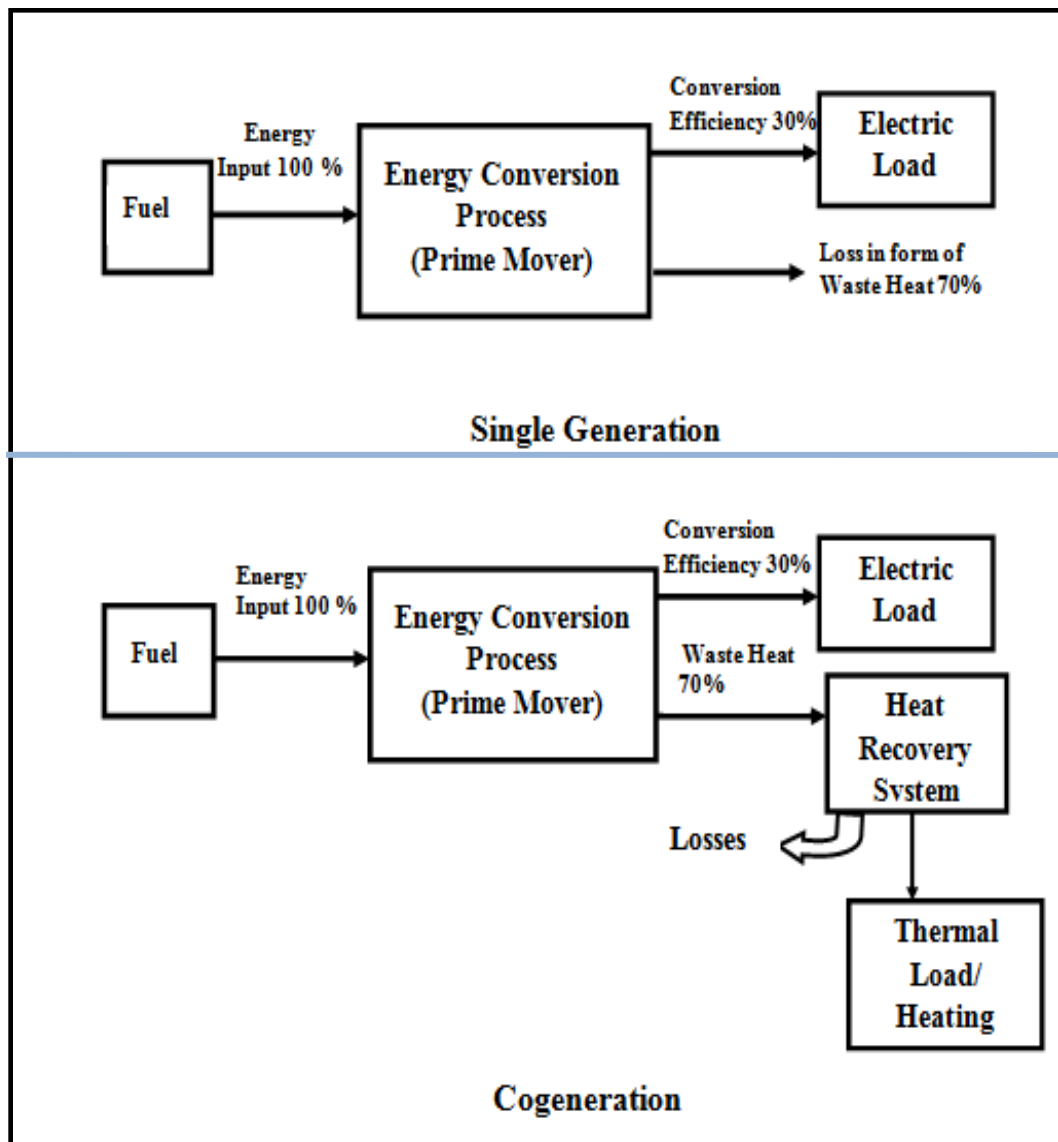 Conversion
Efficiency 30%
Electric
Load
Energy
Input 100 %
Fuel
Energy Conversion
Process
(Prime Mover)
Loss in form of
Waste Heat 70%
Single Generation
Conversion
Efficiency 30%
Electric
Load
Energy
Input 100 %
Fuel
Energy Conversion
Process
(Prime Mover)
Waste Heat
70%
Heat
Recovery
System
Losses
Thermal
Load/
Heating
Cogeneration